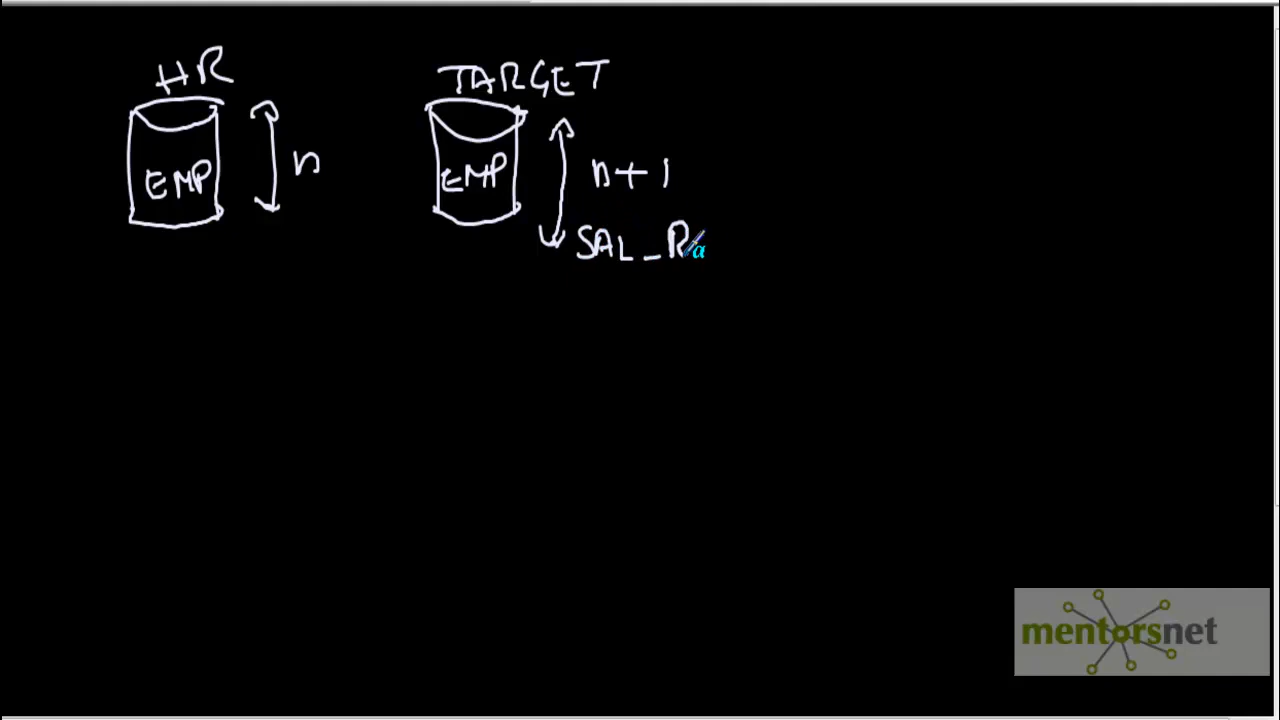 HR
TARGET
EMP
n
EMP
n + 1
SAL_R
mentorsnet